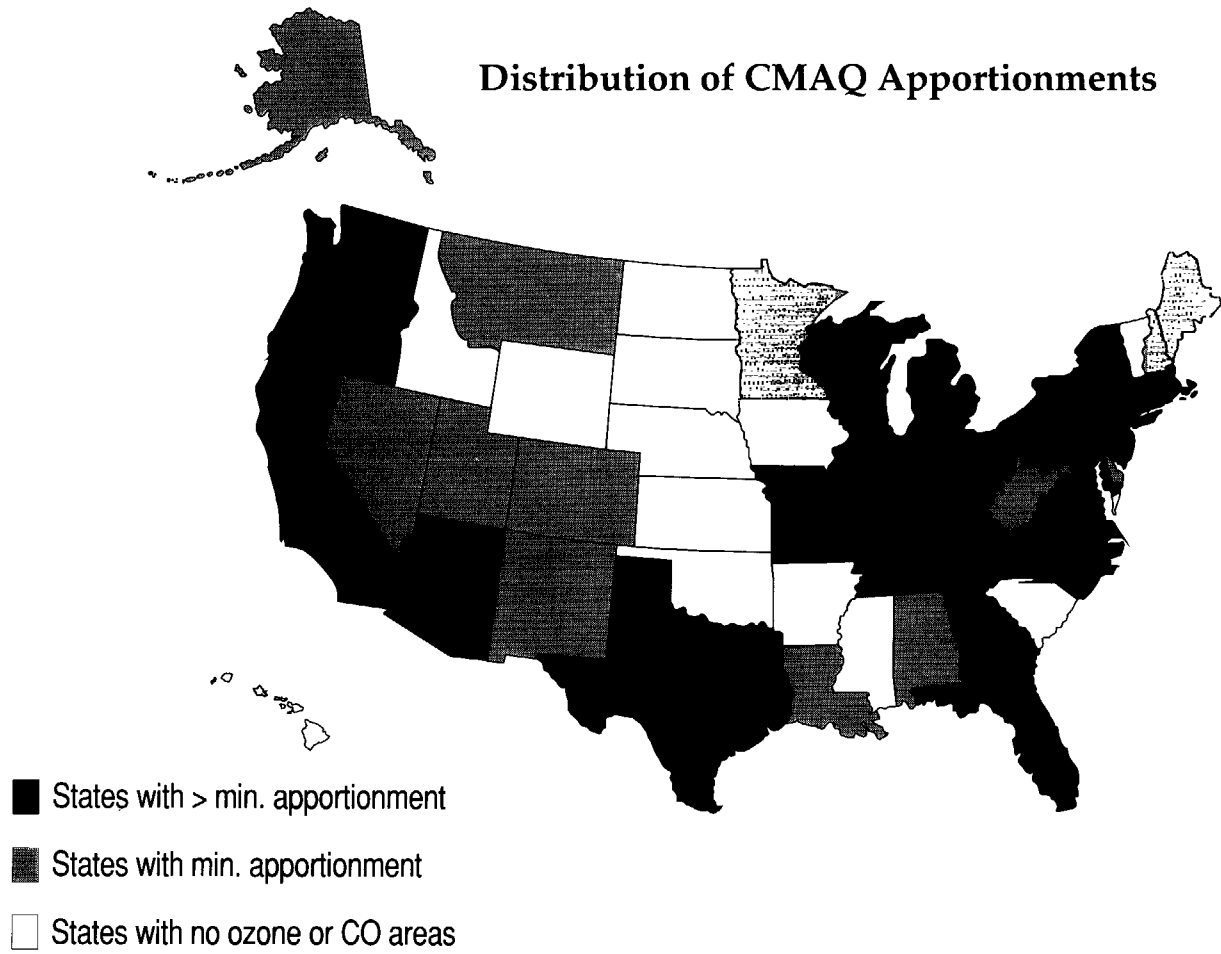 Distribution of CMAQ Apportionments
States with > min. apportionment
States with min. apportionment
States with no ozone or CO areas